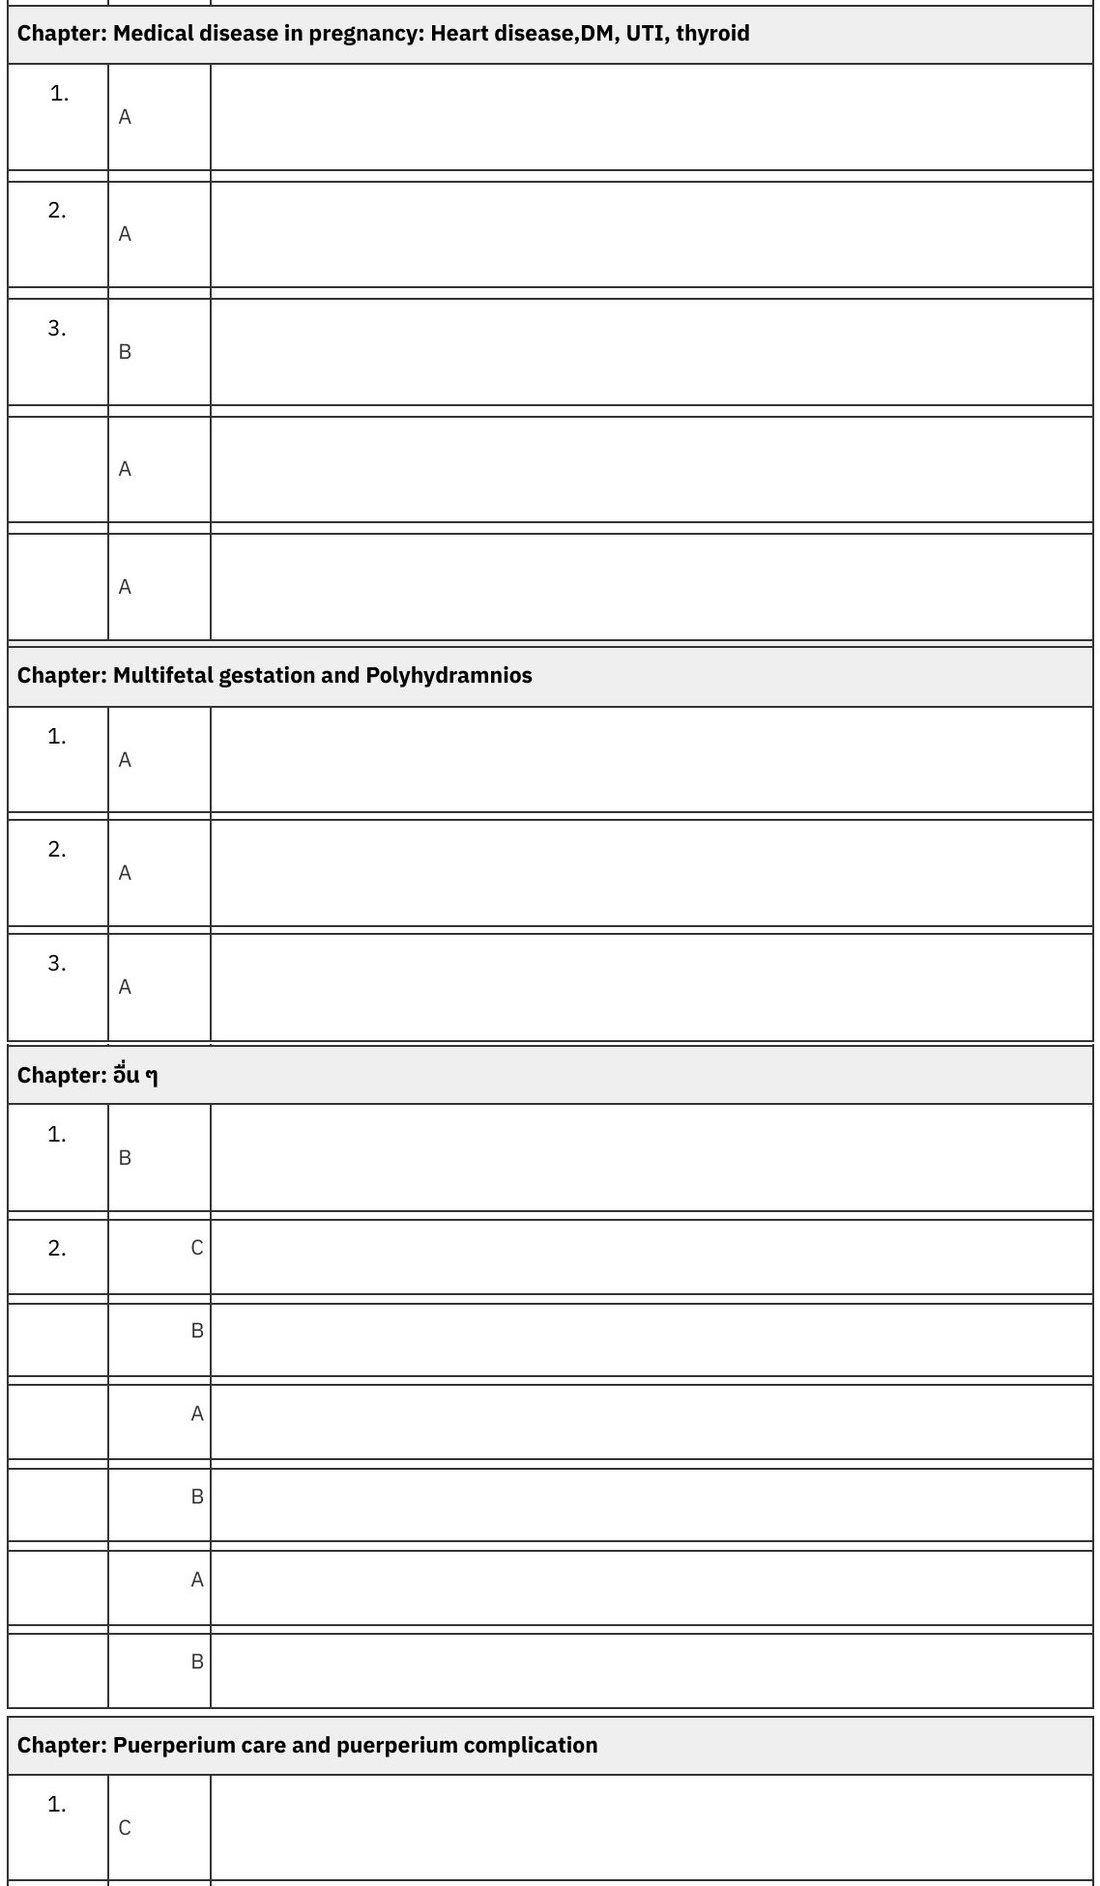 Chapter: Medical disease in pregnancy: Heart disease,DM, UTI, thyroid
1.
A
2.
A
3.
B
A
A
Chapter: Multifetal gestation and Polyhydramnios
1.
A
2.
A
3.
A
Chapter: อื่น ๆ
1.
B
2. C
B
A
B
A
B
Chapter: Puerperium care and puerperium complication
1.
C